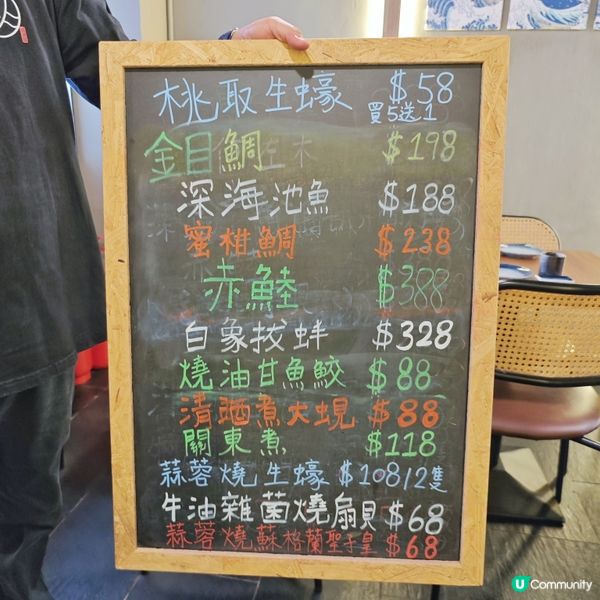 桃取生蠔 $58
買5送1
金目鯛 $198
深海池魚 $188
蜜柑鯛 $238
赤鯥 $388
白象拔蚌 $328
燒油甘魚鮫 $88
清酒煮大蜆 $88
關東煮 $118
蒜蓉燒生蠔 $108/2隻
牛油雜菌燒扇貝 $68
蒜蓉燒蘇格蘭聖子皇 $68
U Community